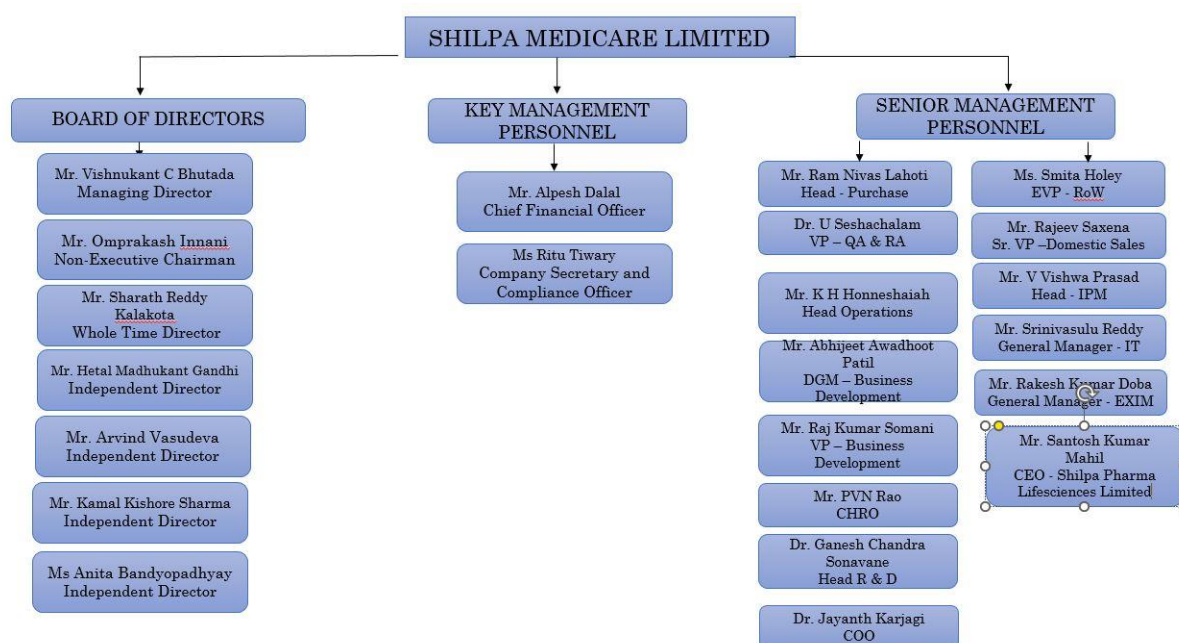 SHILPA MEDICARE LIMITED
BOARD OF DIRECTORS
Mr. Vishnukant C Bhutada
Managing Director
Mr. Omprakash Innani
Non-Executive Chairman
Mr. Sharath Reddy
Kalakota
Whole Time Director
Mr. Hetal Madhukant Gandhi
Independent Director
Mr. Arvind Vasudeva
Independent Director
Mr. Kamal Kishore Sharma
Independent Director
Ms Anita Bandyopadhyay
Independent Director
KEY MANAGEMENT
PERSONNEL
Mr. Alpesh Dalal
Chief Financial Officer
Ms Ritu Tiwary
Company Secretary and
Compliance Officer
SENIOR MANAGEMENT
PERSONNEL
Mr. Ram Nivas Lahoti
Head - Purchase
Dr. U Seshachalam
VP – QA & RA
Mr. K H Honneshaiah
Head Operations
Mr. Abhijeet Awadhoot
Patil
DGM – Business
Development
Mr. Raj Kumar Somani
VP – Business
Development
Mr. PVN Rao
CHRO
Dr. Ganesh Chandra
Sonavane
Head R & D
Dr. Jayanth Karjagi
COO
Ms. Smita Holey
EVP - RoW
Mr. Rajeev Saxena
Sr. VP –Domestic Sales
Mr. V Vishwa Prasad
Head - IPM
Mr. Srinivasulu Reddy
General Manager - IT
Mr. Rakesh Kumar Doba
General Manager - EXIM
Mr. Santosh Kumar
Mahil
CEO - Shilpa Pharma
Lifesciences Limited